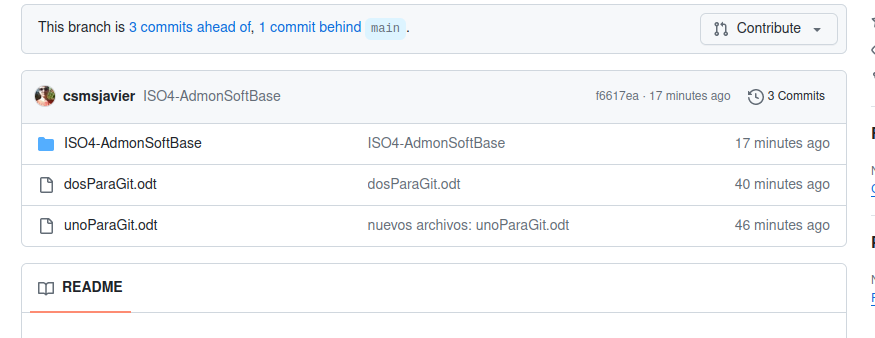 This branch is 3 commits ahead of, 1 commit behind main.
Contribute
csmsjavier ISO4-AdmonSoftBase f6617ea · 17 minutes ago 3 Commits
ISO4-AdmonSoftBase ISO4-AdmonSoftBase 17 minutes ago
dosParaGit.odt dosParaGit.odt 40 minutes ago
unoParaGit.odt nuevos archivos: unoParaGit.odt 46 minutes ago
README